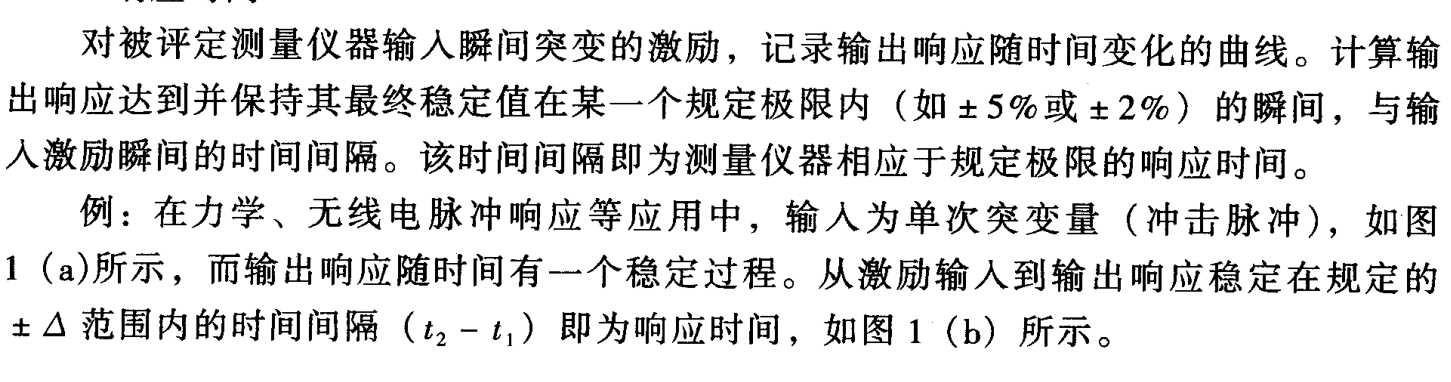 对被评定测量仪器输入瞬间突变的激励，记录输出响应随时间变化的曲线。计算输
出响应达到并保持其最终稳定值在某一个规定极限内（如 ± 5%或 ± 2%）的瞬间，与输
入激励瞬间的时间间隔。该时间间隔即为测量仪器相应于规定极限的响应时间。
例：在力学、无线电脉冲响应等应用中，输入为单次突变量（冲击脉冲），如图
1（a)所示，而输出响应随时间有一个稳定过程。从激励输入到输出响应稳定在规定的
± Δ 范围内的时间间隔（t₂ − t₁）即为响应时间，如图 1（b）所示。